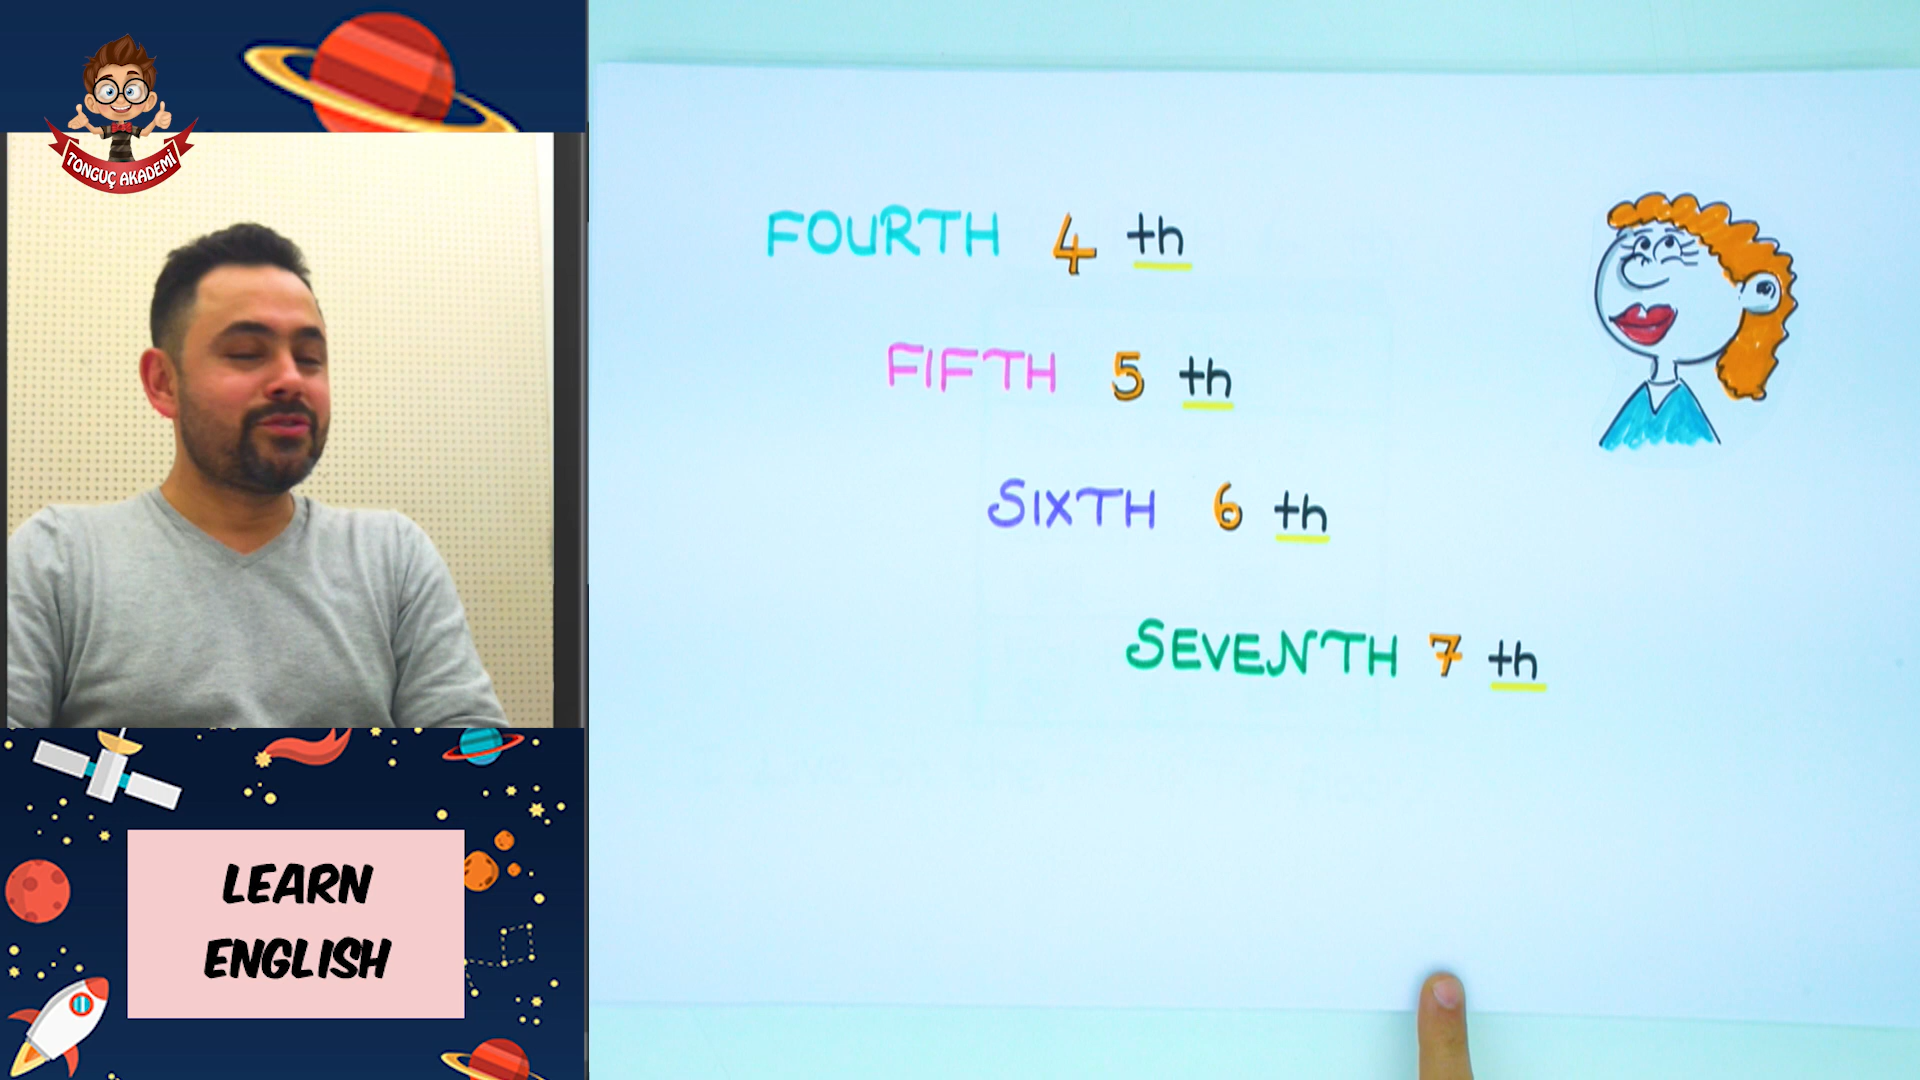 TONGUÇ AKADEMİ
FOURTH 4 th
FIFTH 5 th
SIXTH 6 th
SEVENTH 7 th
LEARN
ENGLISH